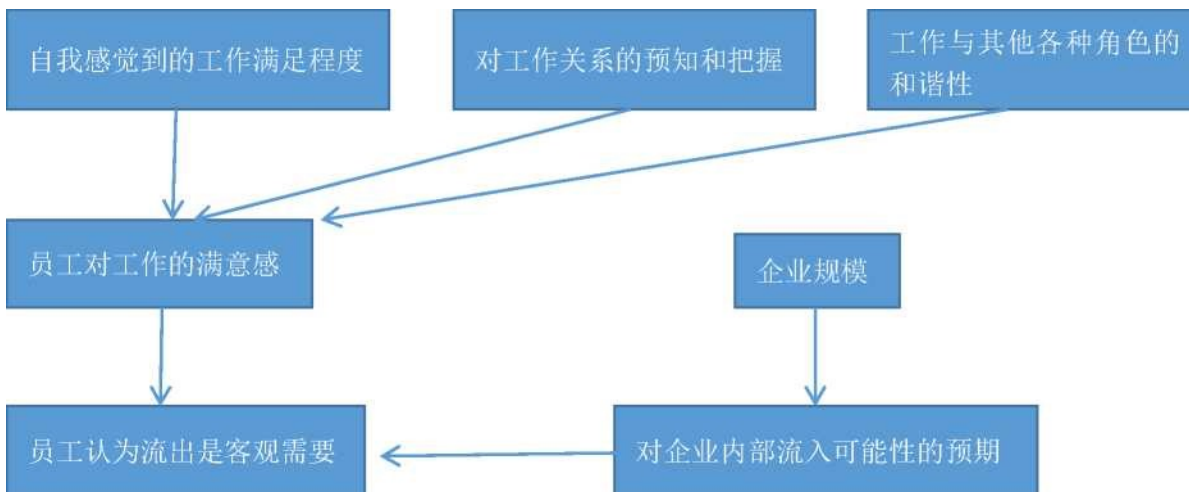 自我感觉到的工作满足程度
对工作关系的预知和把握
工作与其他各种角色的
和谐性
员工对工作的满意感
企业规模
员工认为流出是客观需要
对企业内部流入可能性的预期